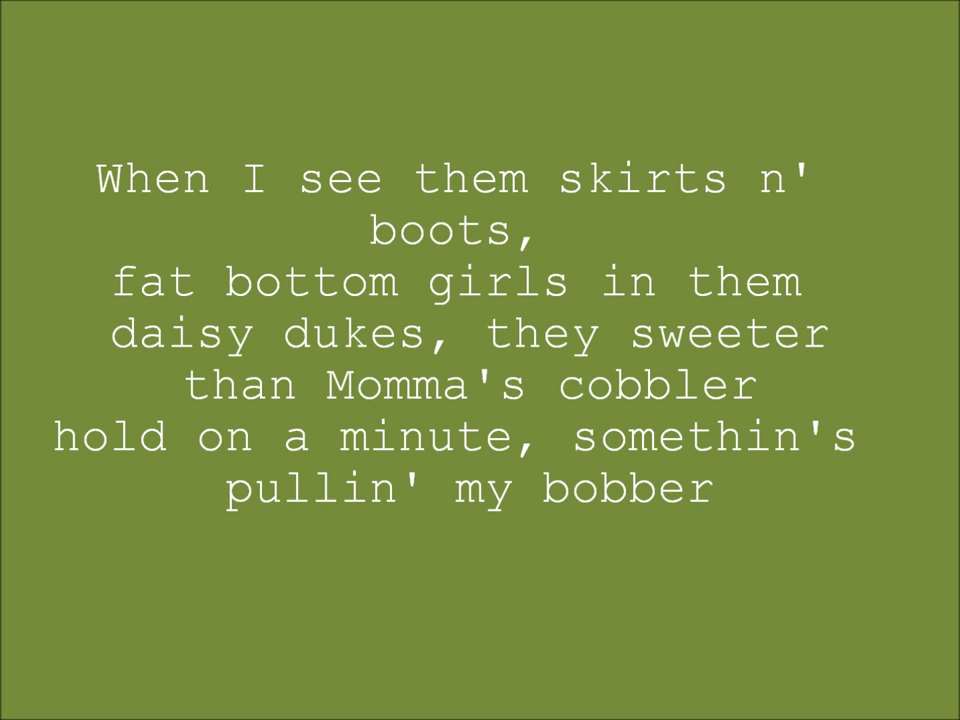 When I see them skirts n'
boots,
fat bottom girls in them
daisy dukes, they sweeter
than Momma's cobbler
hold on a minute, somethin's
pullin' my bobber